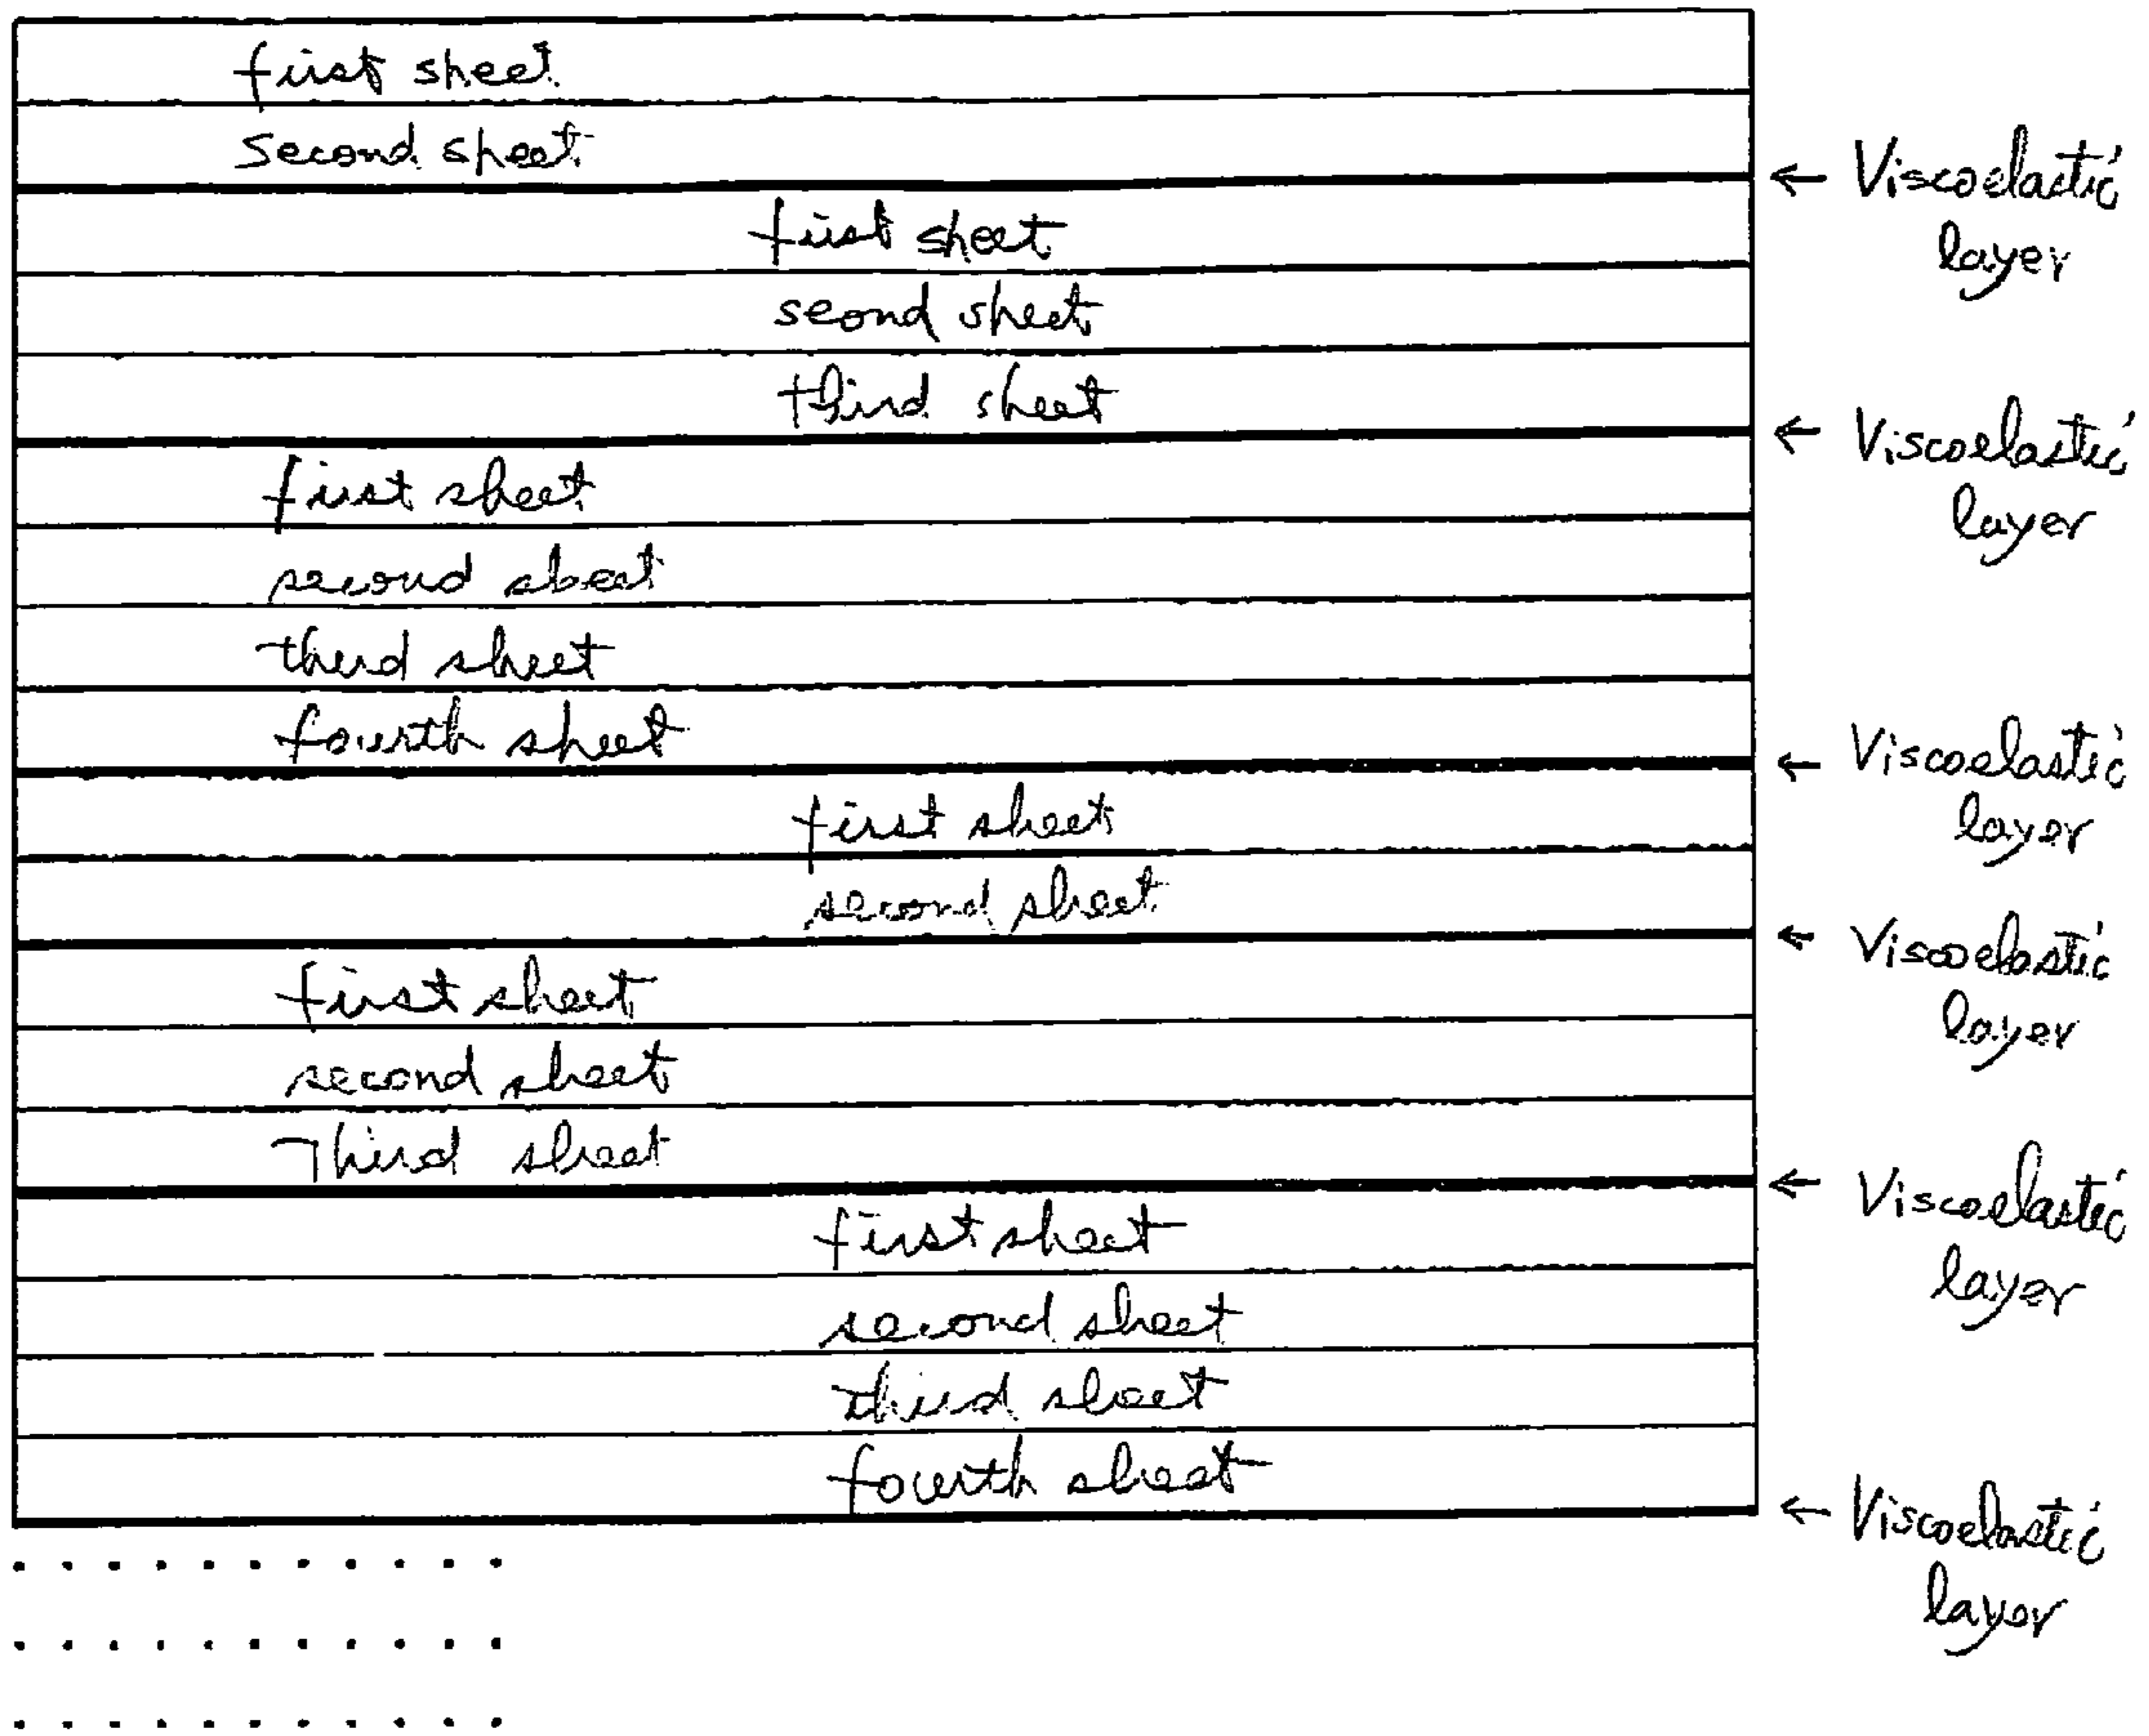 first sheet
second sheet
Viscoelastic
layer
first sheet
seond sheet
third sheet
Viscoelastic
layer
first sheet
second sheet
third sheet
fourth sheet
Viscoelastic
layer
first sheet
second sheet
Viscoelastic
layer
first sheet
second sheet
Third sheet
Viscoelastic
layer
first sheet
second sheet
third sheet
fourth sheet
Viscoelastic
layer